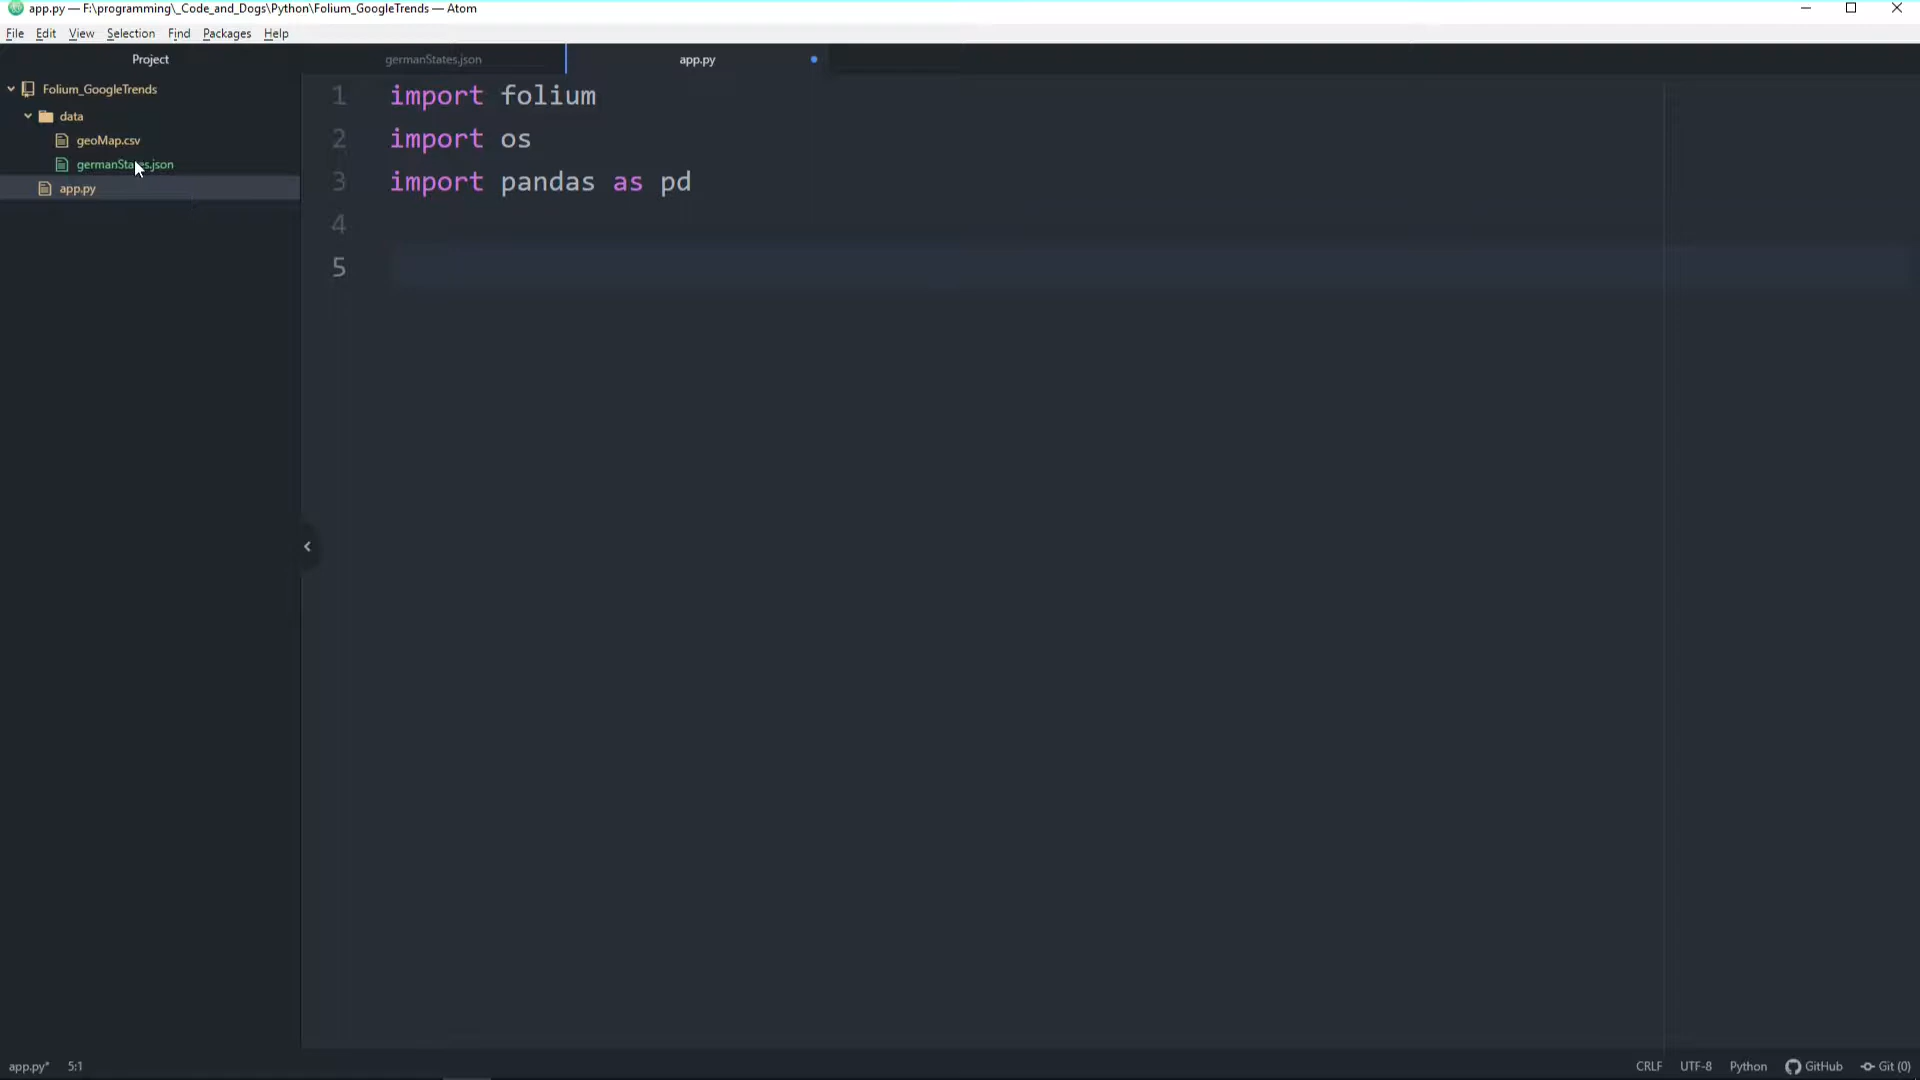 app.py — F:\programming\_Code_and_Dogs\Python\Folium_GoogleTrends — Atom
File Edit View Selection Find Packages Help
Project
germanStates.json
app.py
Folium_GoogleTrends
data
geoMap.csv
germanStates.json
app.py
1 import folium
2 import os
3 import pandas as pd
4
5
app.py* 5:1
CRLF UTF-8 Python GitHub Git (0)